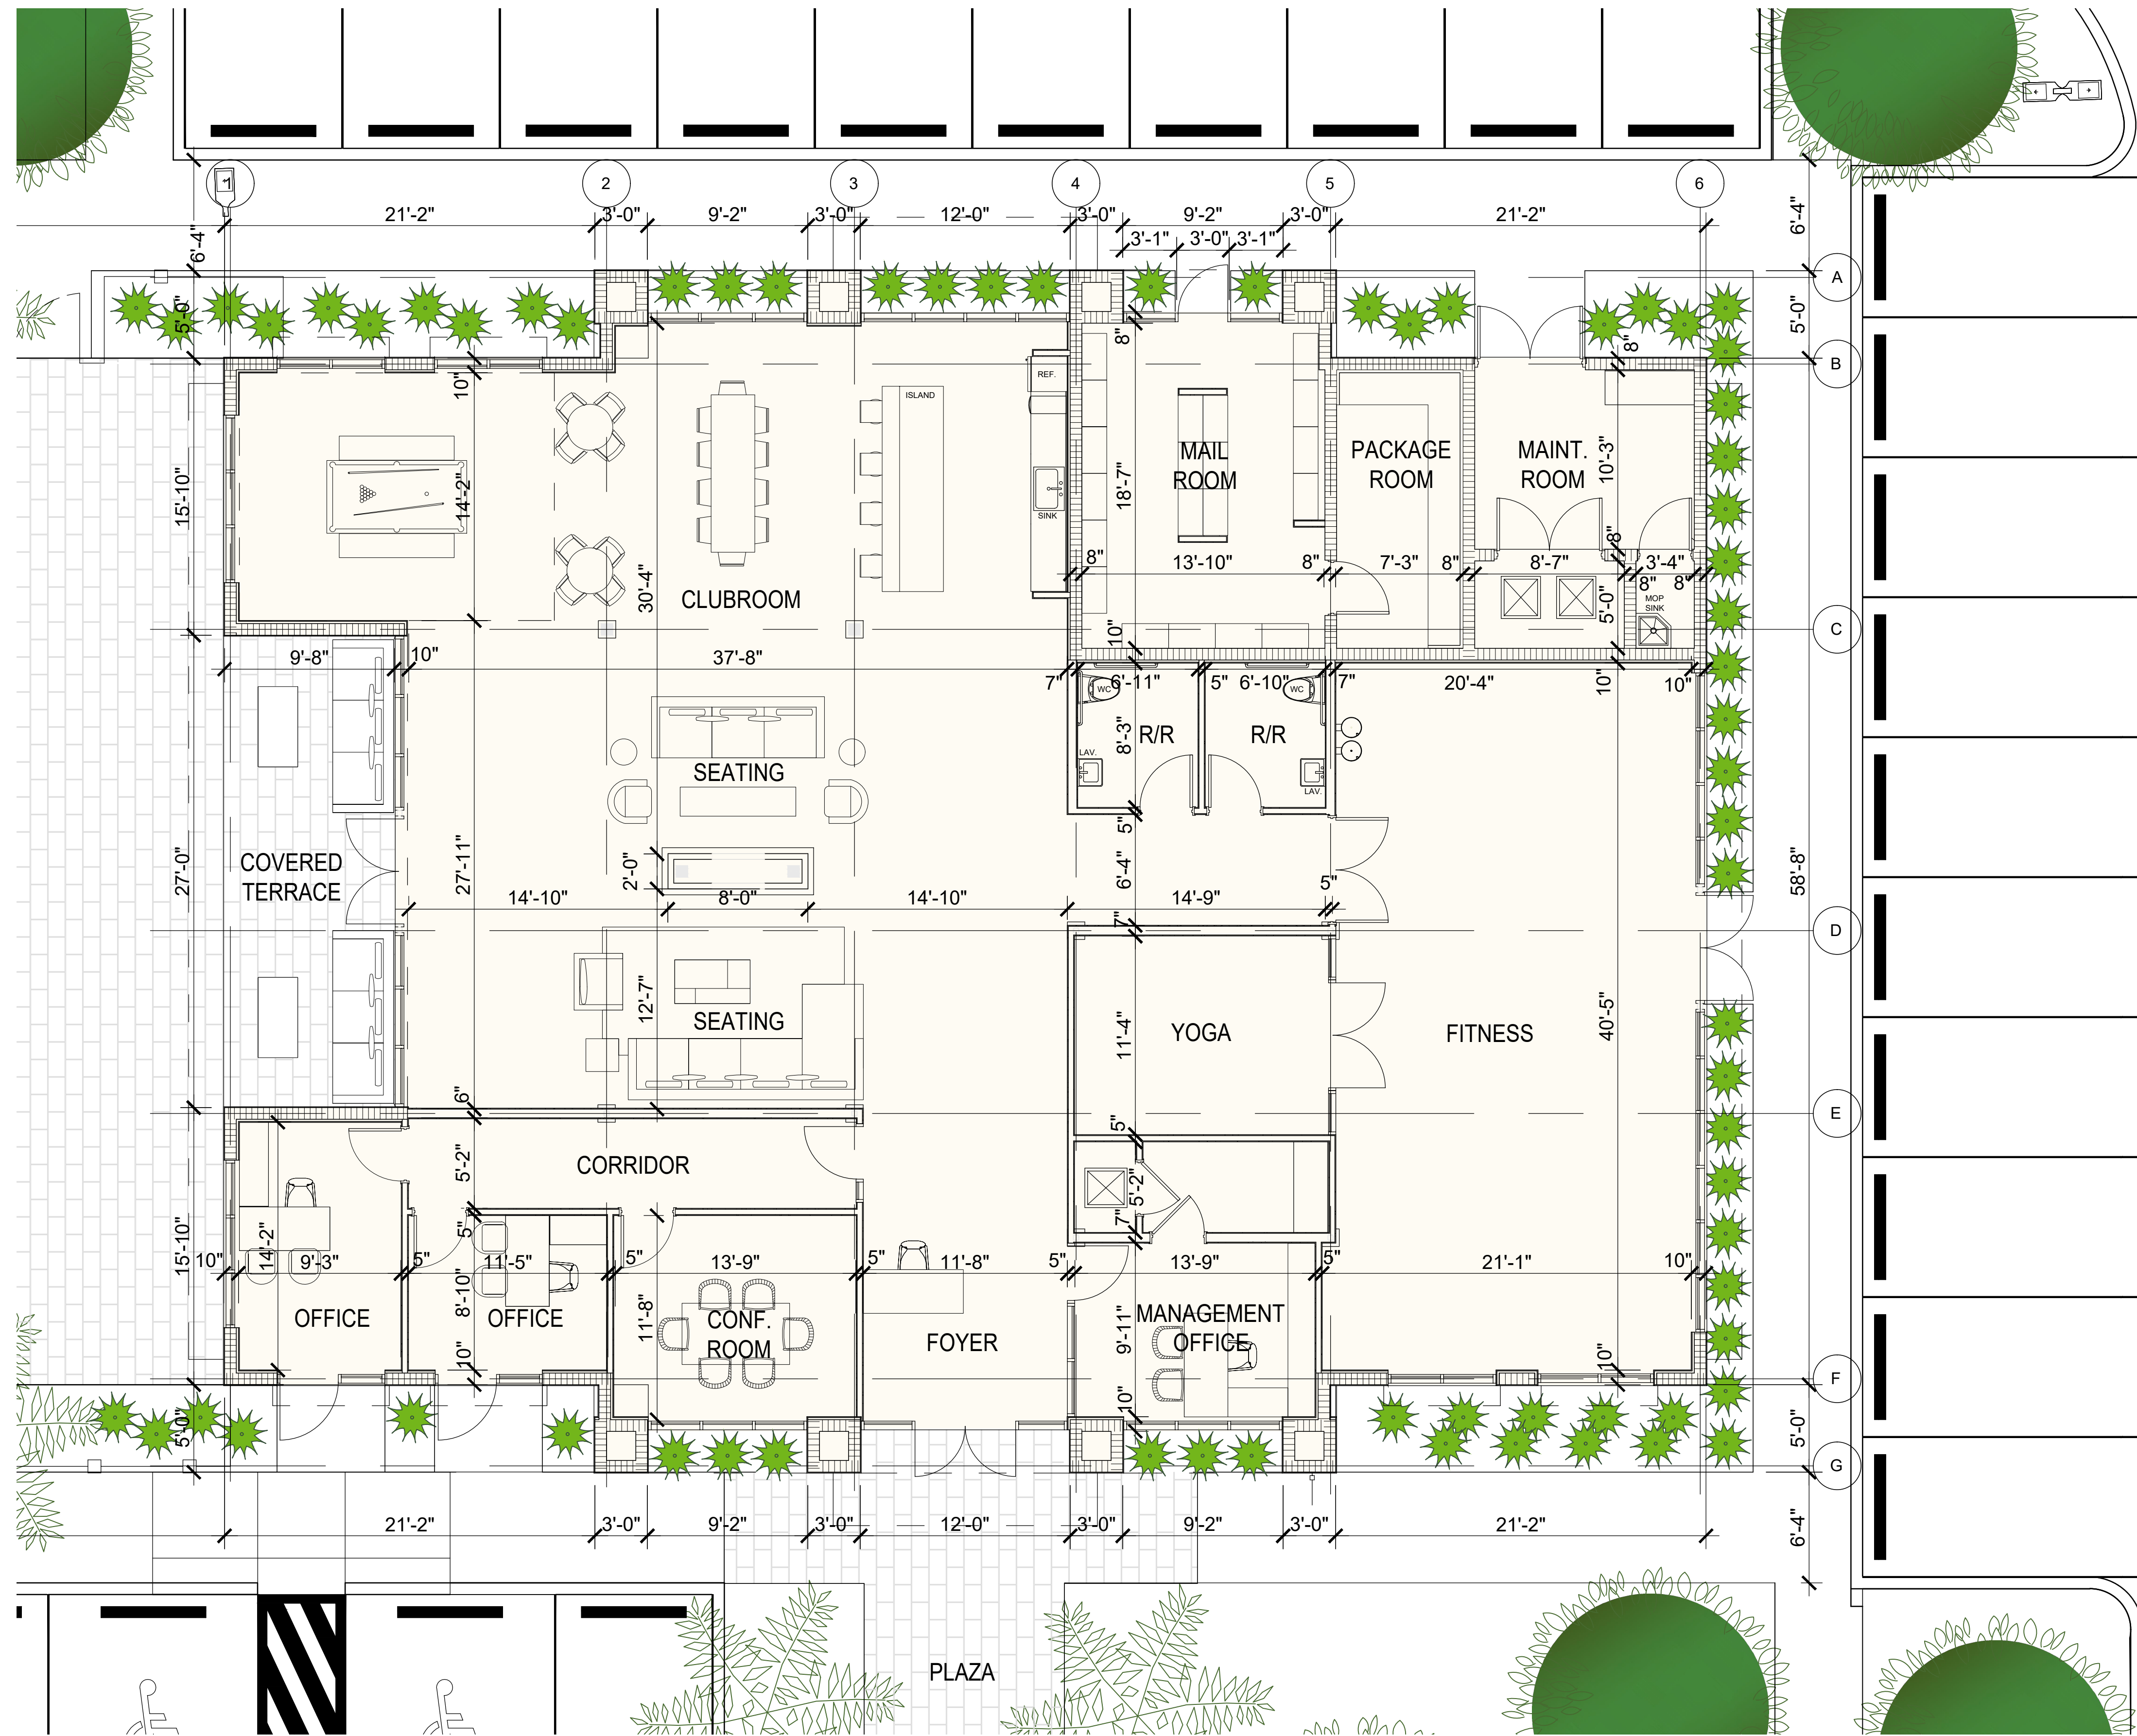 1
2
3
4
5
6
21'-2"
3'-0"
9'-2"
3'-0"
12'-0"
3'-0"
9'-2"
3'-0"
21'-2"
3'-1"
3'-0"
3'-1"
6'-4"
6'-4"
A
5'-0"
5'-0"
B
8"
8"
10"
REF.
ISLAND
MAIL
ROOM
PACKAGE
ROOM
MAINT.
ROOM
10'-3"
15'-10"
14'-2"
18'-7"
SINK
8"
8"
13'-10"
8"
7'-3"
8"
8'-7"
3'-4"
8"
8"
30'-4"
CLUBROOM
5'-0"
MOP
SINK
10"
C
9'-8"
10"
37'-8"
7"
6'-11"
5"
6'-10"
7"
20'-4"
10"
10"
WC
WC
8'-3"
R/R
R/R
LAV.
LAV.
SEATING
5"
COVERED
TERRACE
27'-0"
27'-11"
2'-0"
6'-4"
58'-8"
14'-10"
8'-0"
14'-10"
14'-9"
5"
7"
D
12'-7"
SEATING
11'-4"
YOGA
FITNESS
40'-5"
6"
5"
E
5'-2"
CORRIDOR
5'-2"
7"
15'-10"
14'-2"
5"
10"
9'-3"
5"
11'-5"
5"
13'-9"
5"
11'-8"
5"
13'-9"
5"
21'-1"
10"
8'-10"
11'-8"
9'-11"
OFFICE
OFFICE
CONF.
ROOM
FOYER
MANAGEMENT
OFFICE
10"
10"
10"
F
5'-0"
5'-0"
G
21'-2"
3'-0"
9'-2"
3'-0"
12'-0"
3'-0"
9'-2"
3'-0"
21'-2"
6'-4"
PLAZA